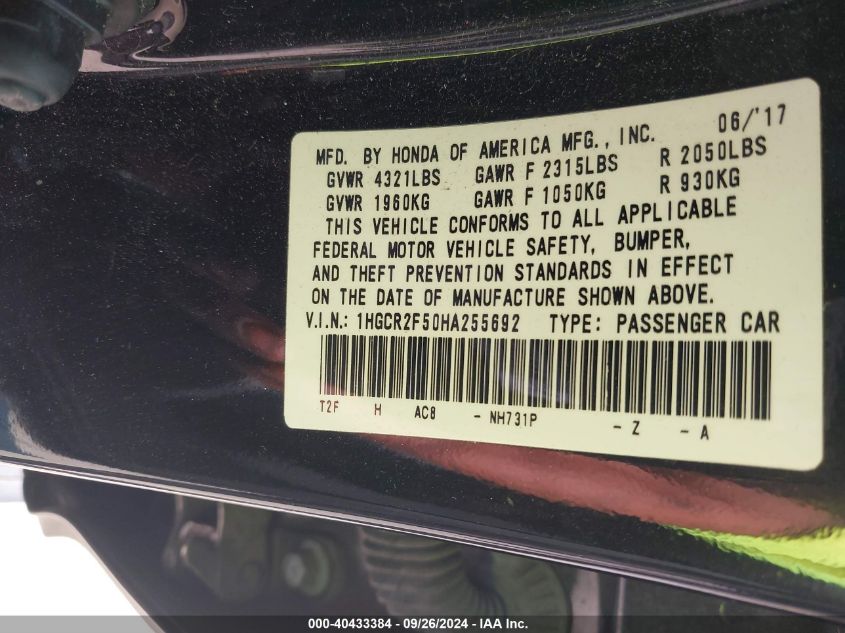 06/'17
MFD. BY HONDA OF AMERICA MFG., INC.
GVWR 4321LBS GAWR F 2315LBS R 2050LBS
GVWR 1960KG GAWR F 1050KG R 930KG
THIS VEHICLE CONFORMS TO ALL APPLICABLE
FEDERAL MOTOR VEHICLE SAFETY, BUMPER,
AND THEFT PREVENTION STANDARDS IN EFFECT
ON THE DATE OF MANUFACTURE SHOWN ABOVE.
V.I.N.: 1HGCR2F50HA255692 TYPE: PASSENGER CAR
T2F H AC8 - NH731P - Z - A
000-40433384 - 09/26/2024 - IAA Inc.